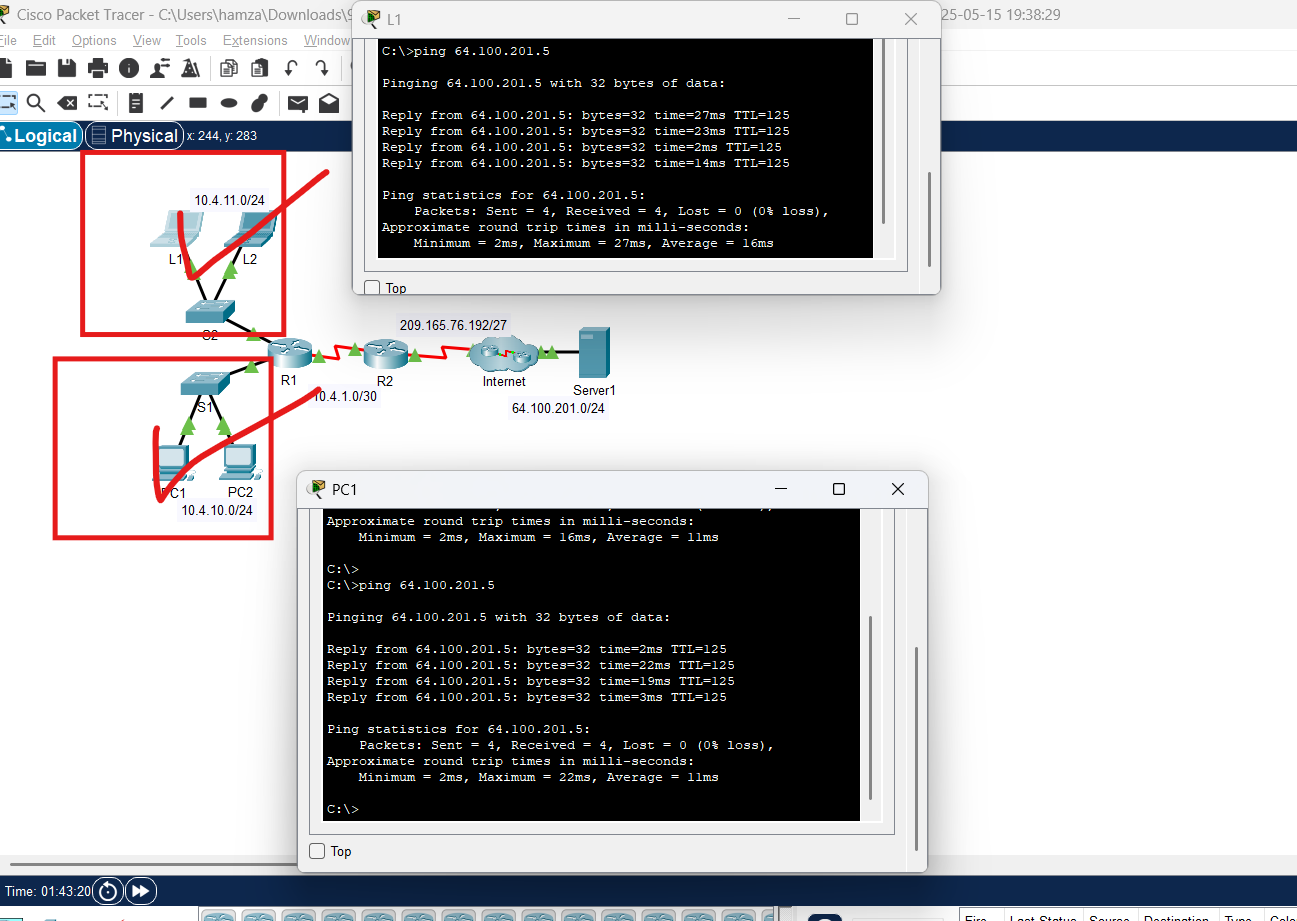 Cisco Packet Tracer - C:\Users\hamza\Downloads\9
25-05-15 19:38:29
File Edit Options View Tools Extensions Window
Logical Physical x: 244, y: 283
L1
C:\>ping 64.100.201.5
Pinging 64.100.201.5 with 32 bytes of data:
Reply from 64.100.201.5: bytes=32 time=27ms TTL=125
Reply from 64.100.201.5: bytes=32 time=23ms TTL=125
Reply from 64.100.201.5: bytes=32 time=2ms TTL=125
Reply from 64.100.201.5: bytes=32 time=14ms TTL=125
Ping statistics for 64.100.201.5:
Packets: Sent = 4, Received = 4, Lost = 0 (0% loss),
Approximate round trip times in milli-seconds:
Minimum = 2ms, Maximum = 27ms, Average = 16ms
Top
10.4.11.0/24
L1
L2
S2
209.165.76.192/27
R1
R2
Internet
Server1
10.4.1.0/30
64.100.201.0/24
S1
PC1
PC2
10.4.10.0/24
PC1
Approximate round trip times in milli-seconds:
Minimum = 2ms, Maximum = 16ms, Average = 11ms
C:\>
C:\>ping 64.100.201.5
Pinging 64.100.201.5 with 32 bytes of data:
Reply from 64.100.201.5: bytes=32 time=2ms TTL=125
Reply from 64.100.201.5: bytes=32 time=22ms TTL=125
Reply from 64.100.201.5: bytes=32 time=19ms TTL=125
Reply from 64.100.201.5: bytes=32 time=3ms TTL=125
Ping statistics for 64.100.201.5:
Packets: Sent = 4, Received = 4, Lost = 0 (0% loss),
Approximate round trip times in milli-seconds:
Minimum = 2ms, Maximum = 22ms, Average = 11ms
C:\>
Top
Time: 01:43:20
Fire Last Status Source Destination Type